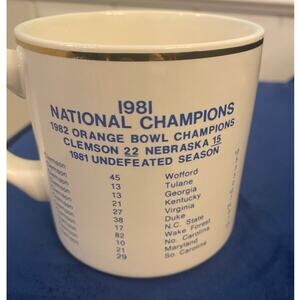 1981
NATIONAL CHAMPIONS
1982 ORANGE BOWL CHAMPIONS
CLEMSON 22 NEBRASKA 15
1981 UNDEFEATED SEASON
Clemson 45 Wofford
13 Tulane
13 Georgia
21 Kentucky
27 Virginia
38 Duke
17 N.C. State
82 Wake Forest
10 No. Carolina
21 Maryland
29 So. Carolina